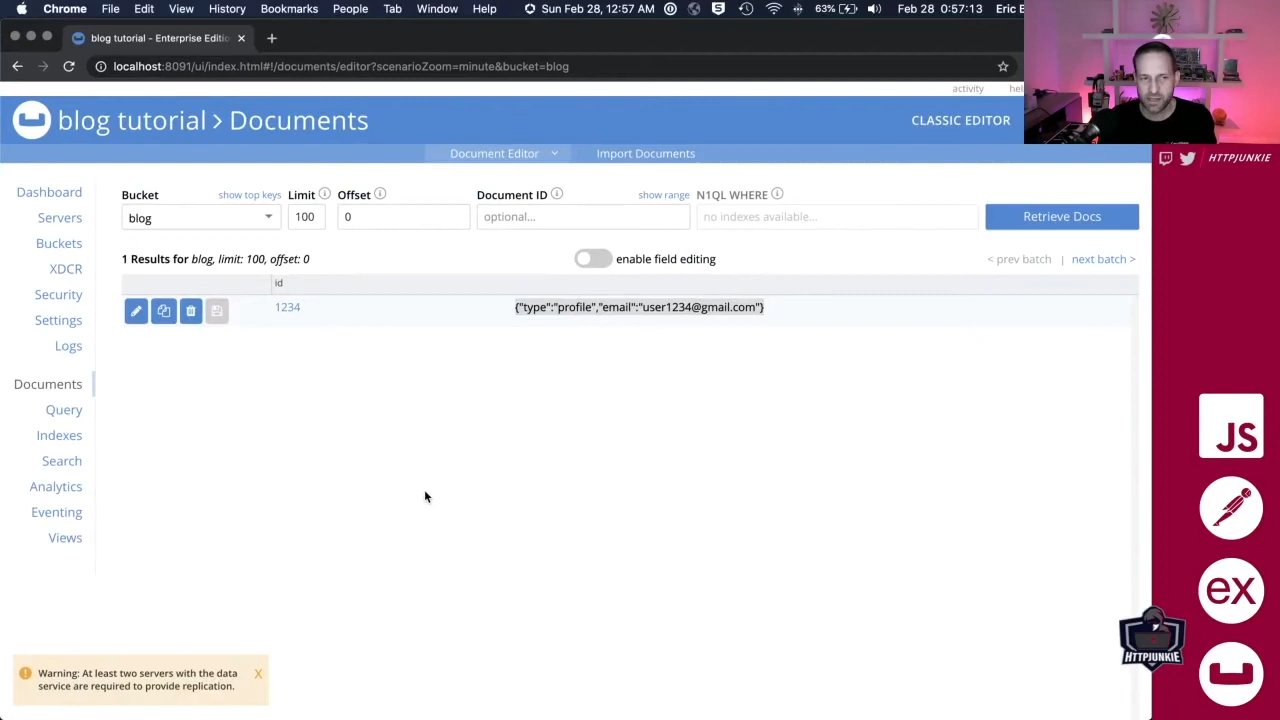 Chrome File Edit View History Bookmarks People Tab Window Help Sun Feb 28, 12:57 AM 63% Sun Feb 28 0:57:13 Eric B
blog tutorial - Enterprise Editio
localhost:8091/ui/index.html#!/documents/editor?scenarioZoom=minute&bucket=blog
activity hel
blog tutorial > Documents
CLASSIC EDITOR
Document Editor Import Documents
HTTPJUNKIE
Dashboard
Servers
Buckets
XDCR
Security
Settings
Logs
Documents
Query
Indexes
Search
Analytics
Eventing
Views
Bucket show top keys Limit Offset Document ID show range N1QL WHERE
blog 100 0 optional... no indexes available... Retrieve Docs
1 Results for blog, limit: 100, offset: 0 enable field editing < prev batch | next batch >
id
1234 {"type":"profile","email":"user1234@gmail.com"}
JS
ex
HTTPJUNKIE
Warning: At least two servers with the data X
service are required to provide replication.